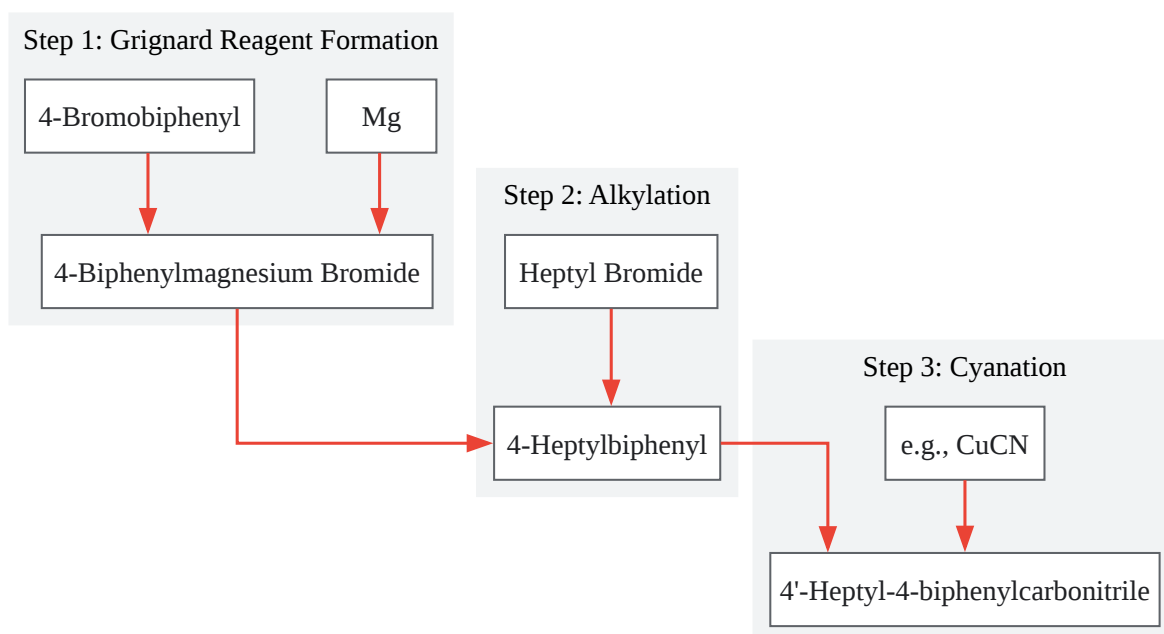 Step 1: Grignard Reagent Formation
4-Bromobiphenyl
Mg
4-Biphenylmagnesium Bromide
Step 2: Alkylation
Heptyl Bromide
4-Heptylbiphenyl
Step 3: Cyanation
e.g., CuCN
4'-Heptyl-4-biphenylcarbonitrile